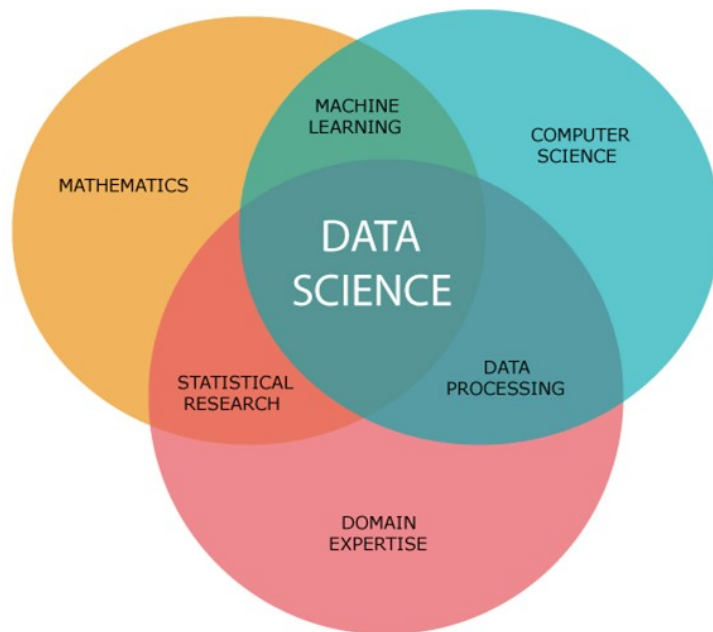 MACHINE
LEARNING
COMPUTER
SCIENCE
MATHEMATICS
DATA
SCIENCE
STATISTICAL
RESEARCH
DATA
PROCESSING
DOMAIN
EXPERTISE